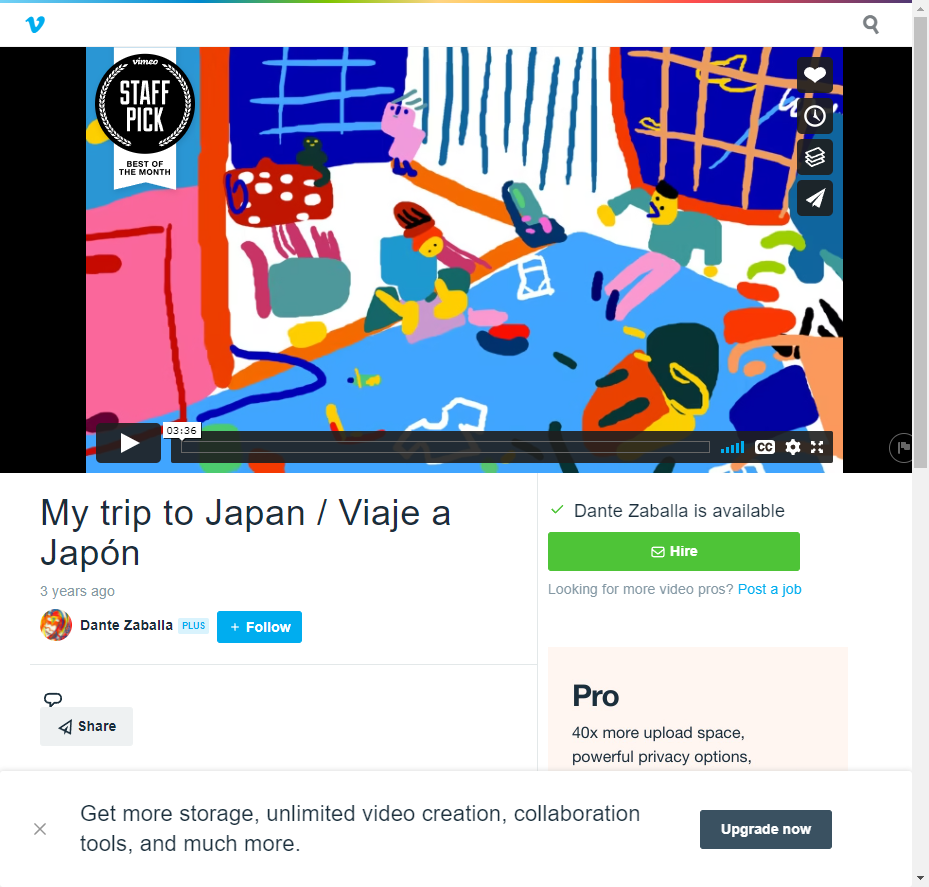 vimeo
STAFF
PICK
BEST OF
THE MONTH
03:36
CC
My trip to Japan / Viaje a
Japón
3 years ago
Dante Zaballa PLUS
+ Follow
Share
Dante Zaballa is available
Hire
Looking for more video pros? Post a job
Pro
40x more upload space,
powerful privacy options,
Get more storage, unlimited video creation, collaboration
tools, and much more.
Upgrade now